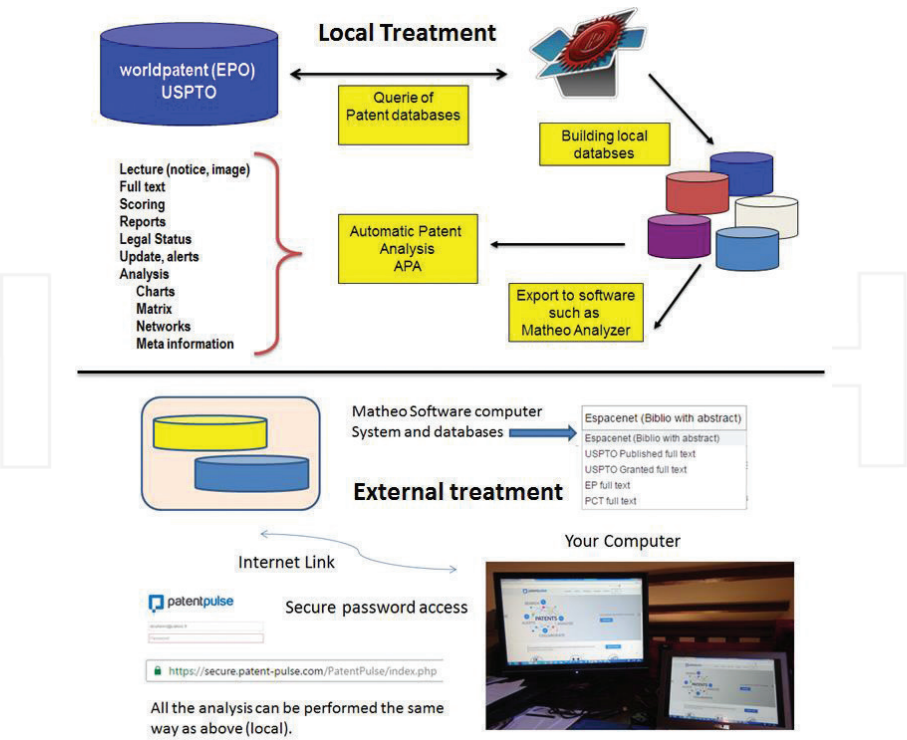 Local Treatment
worldpatent (EPO)
USPTO
Querie of
Patent databases
Building local
databses
Lecture (notice, image)
Full text
Scoring
Reports
Legal Status
Update, alerts
Analysis
Charts
Matrix
Networks
Meta information
Automatic Patent
Analysis
APA
Export to software
such as
Matheo Analyzer
Matheo Software computer
System and databases
Espacenet (Biblio with abstract)
Espacenet (Biblio with abstract)
USPTO Published full text
USPTO Granted full text
EP full text
PCT full text
External treatment
Your Computer
Internet Link
patentpulse
Secure password access
https://secure.patent-pulse.com/PatentPulse/index.php
All the analysis can be performed the same
way as above (local).
patentpulse
PATENTS